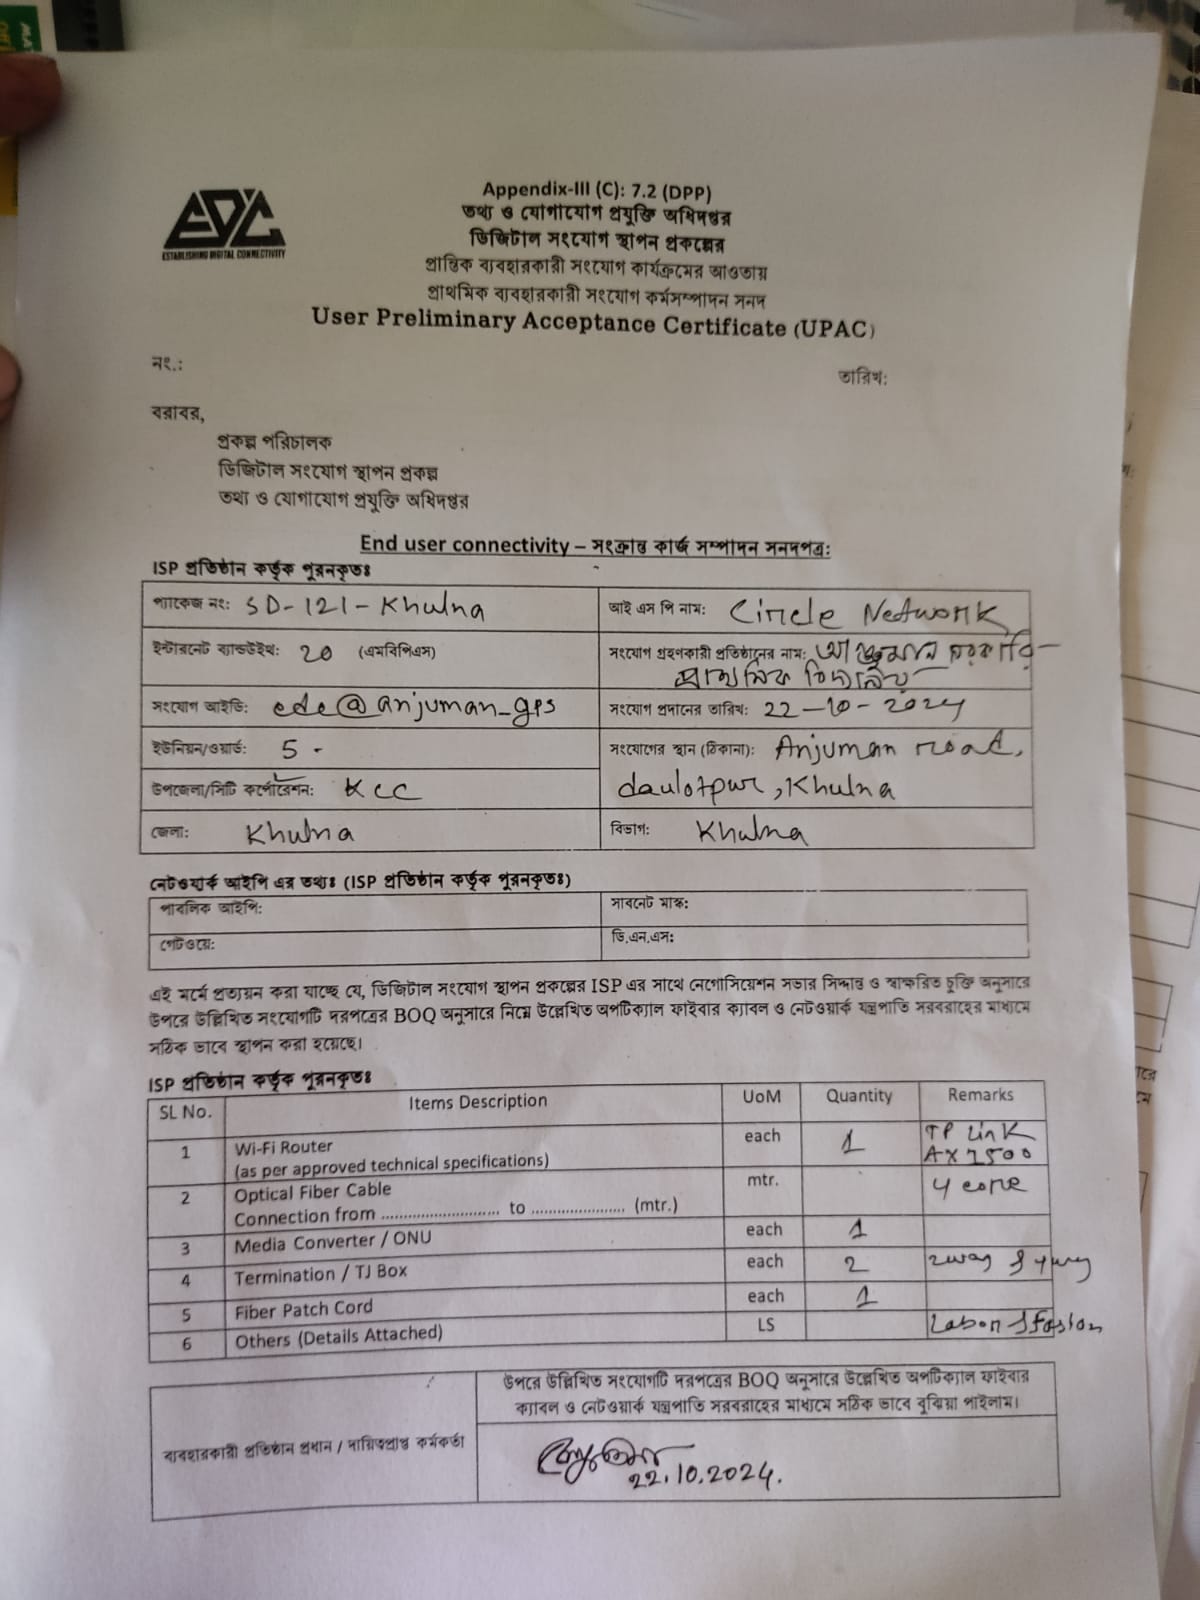 EDC
ESTABLISHING DIGITAL CONNECTIVITY
Appendix-III (C): 7.2 (DPP)
তথ্য ও যোগাযোগ প্রযুক্তি অধিদপ্তর
ডিজিটাল সংযোগ স্থাপন প্রকল্পের
প্রান্তিক ব্যবহারকারী সংযোগ কার্যক্রমের আওতায়
প্রাথমিক ব্যবহারকারী সংযোগ কর্মসম্পাদন সনদ
User Preliminary Acceptance Certificate (UPAC)
নং.:
তারিখ:
বরাবর,
প্রকল্প পরিচালক
ডিজিটাল সংযোগ স্থাপন প্রকল্প
তথ্য ও যোগাযোগ প্রযুক্তি অধিদপ্তর
End user connectivity – সংক্রান্ত কার্জ সম্পাদন সনদপত্র:
ISP প্রতিষ্ঠান কর্তৃক পূরনকৃতঃ
প্যাকেজ নং: SD-121-Khulna আই এস পি নাম: Circle Network
ইন্টারনেট ব্যান্ডউইথ: 20 (এমবিপিএস) সংযোগ গ্রহণকারী প্রতিষ্ঠানের নাম: আঞ্জুমান সরকারি
প্রাথমিক বিদ্যালয়
সংযোগ আইডি: edc@anjuman_gps সংযোগ প্রদানের তারিখ: 22-10-2024
ইউনিয়ন/ওয়ার্ড: 5 সংযোগের স্থান (ঠিকানা): Anjuman road,
উপজেলা/সিটি কর্পোরেশন: KCC daulotpur, Khulna
জেলা: Khulna বিভাগ: Khulna
নেটওয়ার্ক আইপি এর তথ্যঃ (ISP প্রতিষ্ঠান কর্তৃক পূরনকৃতঃ)
পাবলিক আইপি: সাবনেট মাস্ক:
গেটওয়ে: ডি.এন.এস:
এই মর্মে প্রত্যয়ন করা যাচ্ছে যে, ডিজিটাল সংযোগ স্থাপন প্রকল্পের ISP এর সাথে নেগোসিয়েশন সভার সিদ্দান্ত ও স্বাক্ষরিত চুক্তি অনুসারে
উপরে উল্লিখিত সংযোগটি দরপত্রের BOQ অনুসারে নিম্নে উল্লেখিত অপটিক্যাল ফাইবার ক্যাবল ও নেটওয়ার্ক যন্ত্রপাতি সরবরাহের মাধ্যমে
সঠিক ভাবে স্থাপন করা হয়েছে।
ISP প্রতিষ্ঠান কর্তৃক পূরনকৃতঃ
SL No. Items Description UoM Quantity Remarks
1 Wi-Fi Router each 1 TP Link
(as per approved technical specifications) AX1500
2 Optical Fiber Cable mtr. 4 core
Connection from ............................ to ...................... (mtr.)
3 Media Converter / ONU each 1
4 Termination / TJ Box each 2 2way & 4way
5 Fiber Patch Cord each 1
6 Others (Details Attached) LS Labor & Fusion
উপরে উল্লিখিত সংযোগটি দরপত্রের BOQ অনুসারে উল্লেখিত অপটিক্যাল ফাইবার
ক্যাবল ও নেটওয়ার্ক যন্ত্রপাতি সরবরাহের মাধ্যমে সঠিক ভাবে বুঝিয়া পাইলাম।
ব্যবহারকারী প্রতিষ্ঠান প্রধান / দায়িত্বপ্রাপ্ত কর্মকর্তা
22.10.2024.